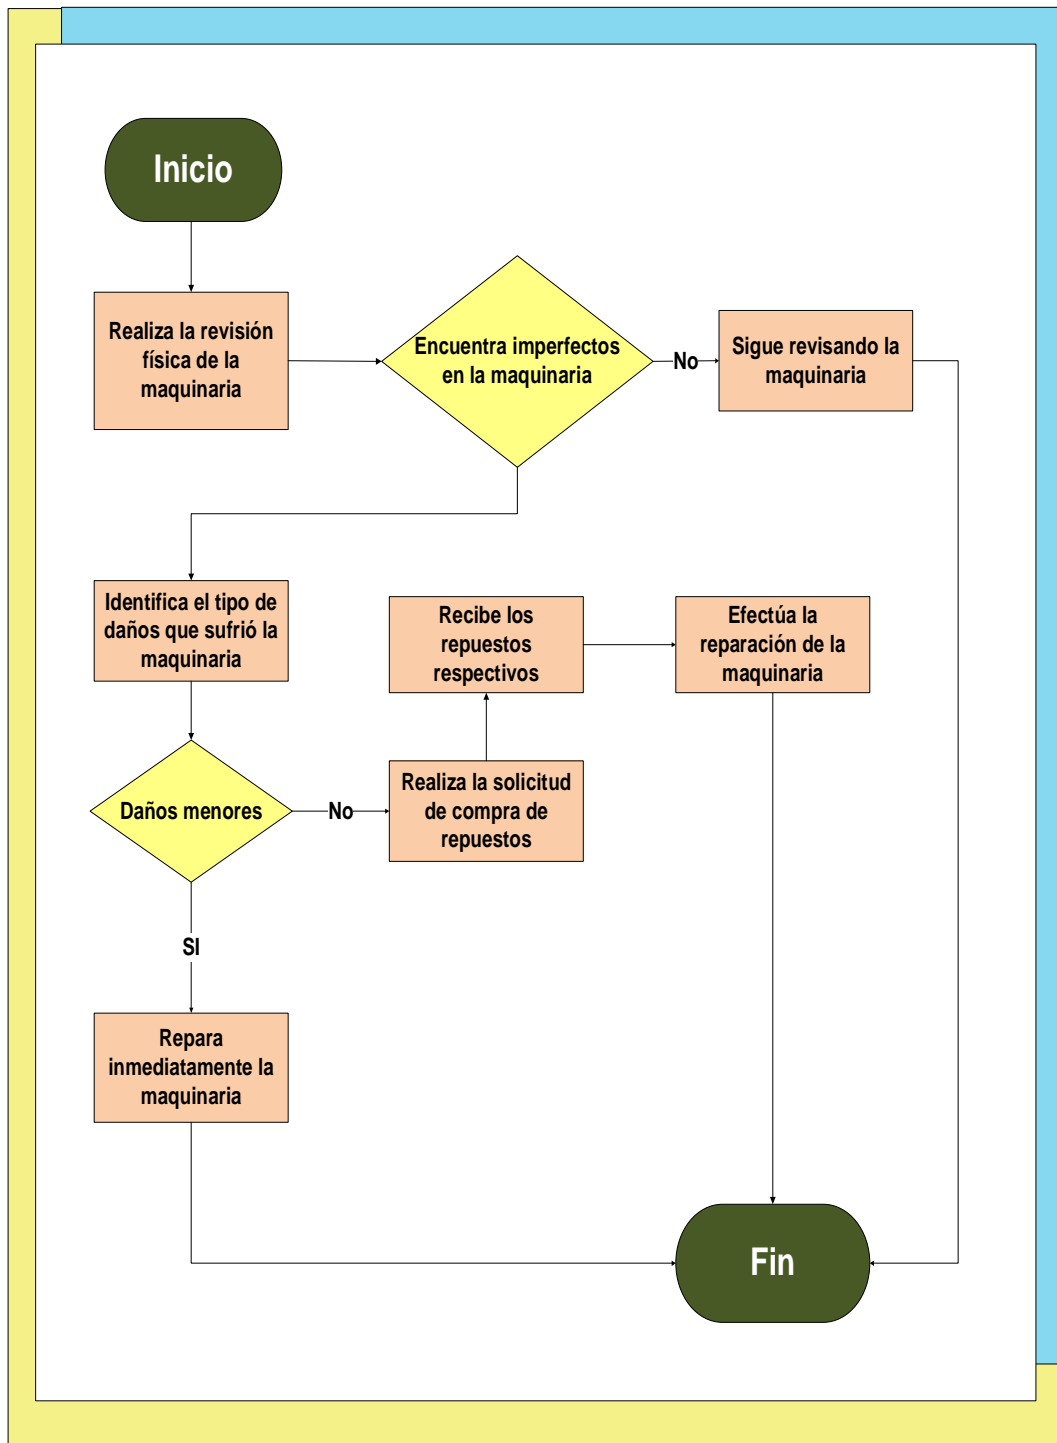 Inicio
Realiza la revisión
física de la
maquinaria
Encuentra imperfectos
en la maquinaria
No
Sigue revisando la
maquinaria
Identifica el tipo de
daños que sufrió la
maquinaria
Recibe los
repuestos
respectivos
Efectúa la
reparación de la
maquinaria
Daños menores
No
Realiza la solicitud
de compra de
repuestos
SI
Repara
inmediatamente la
maquinaria
Fin